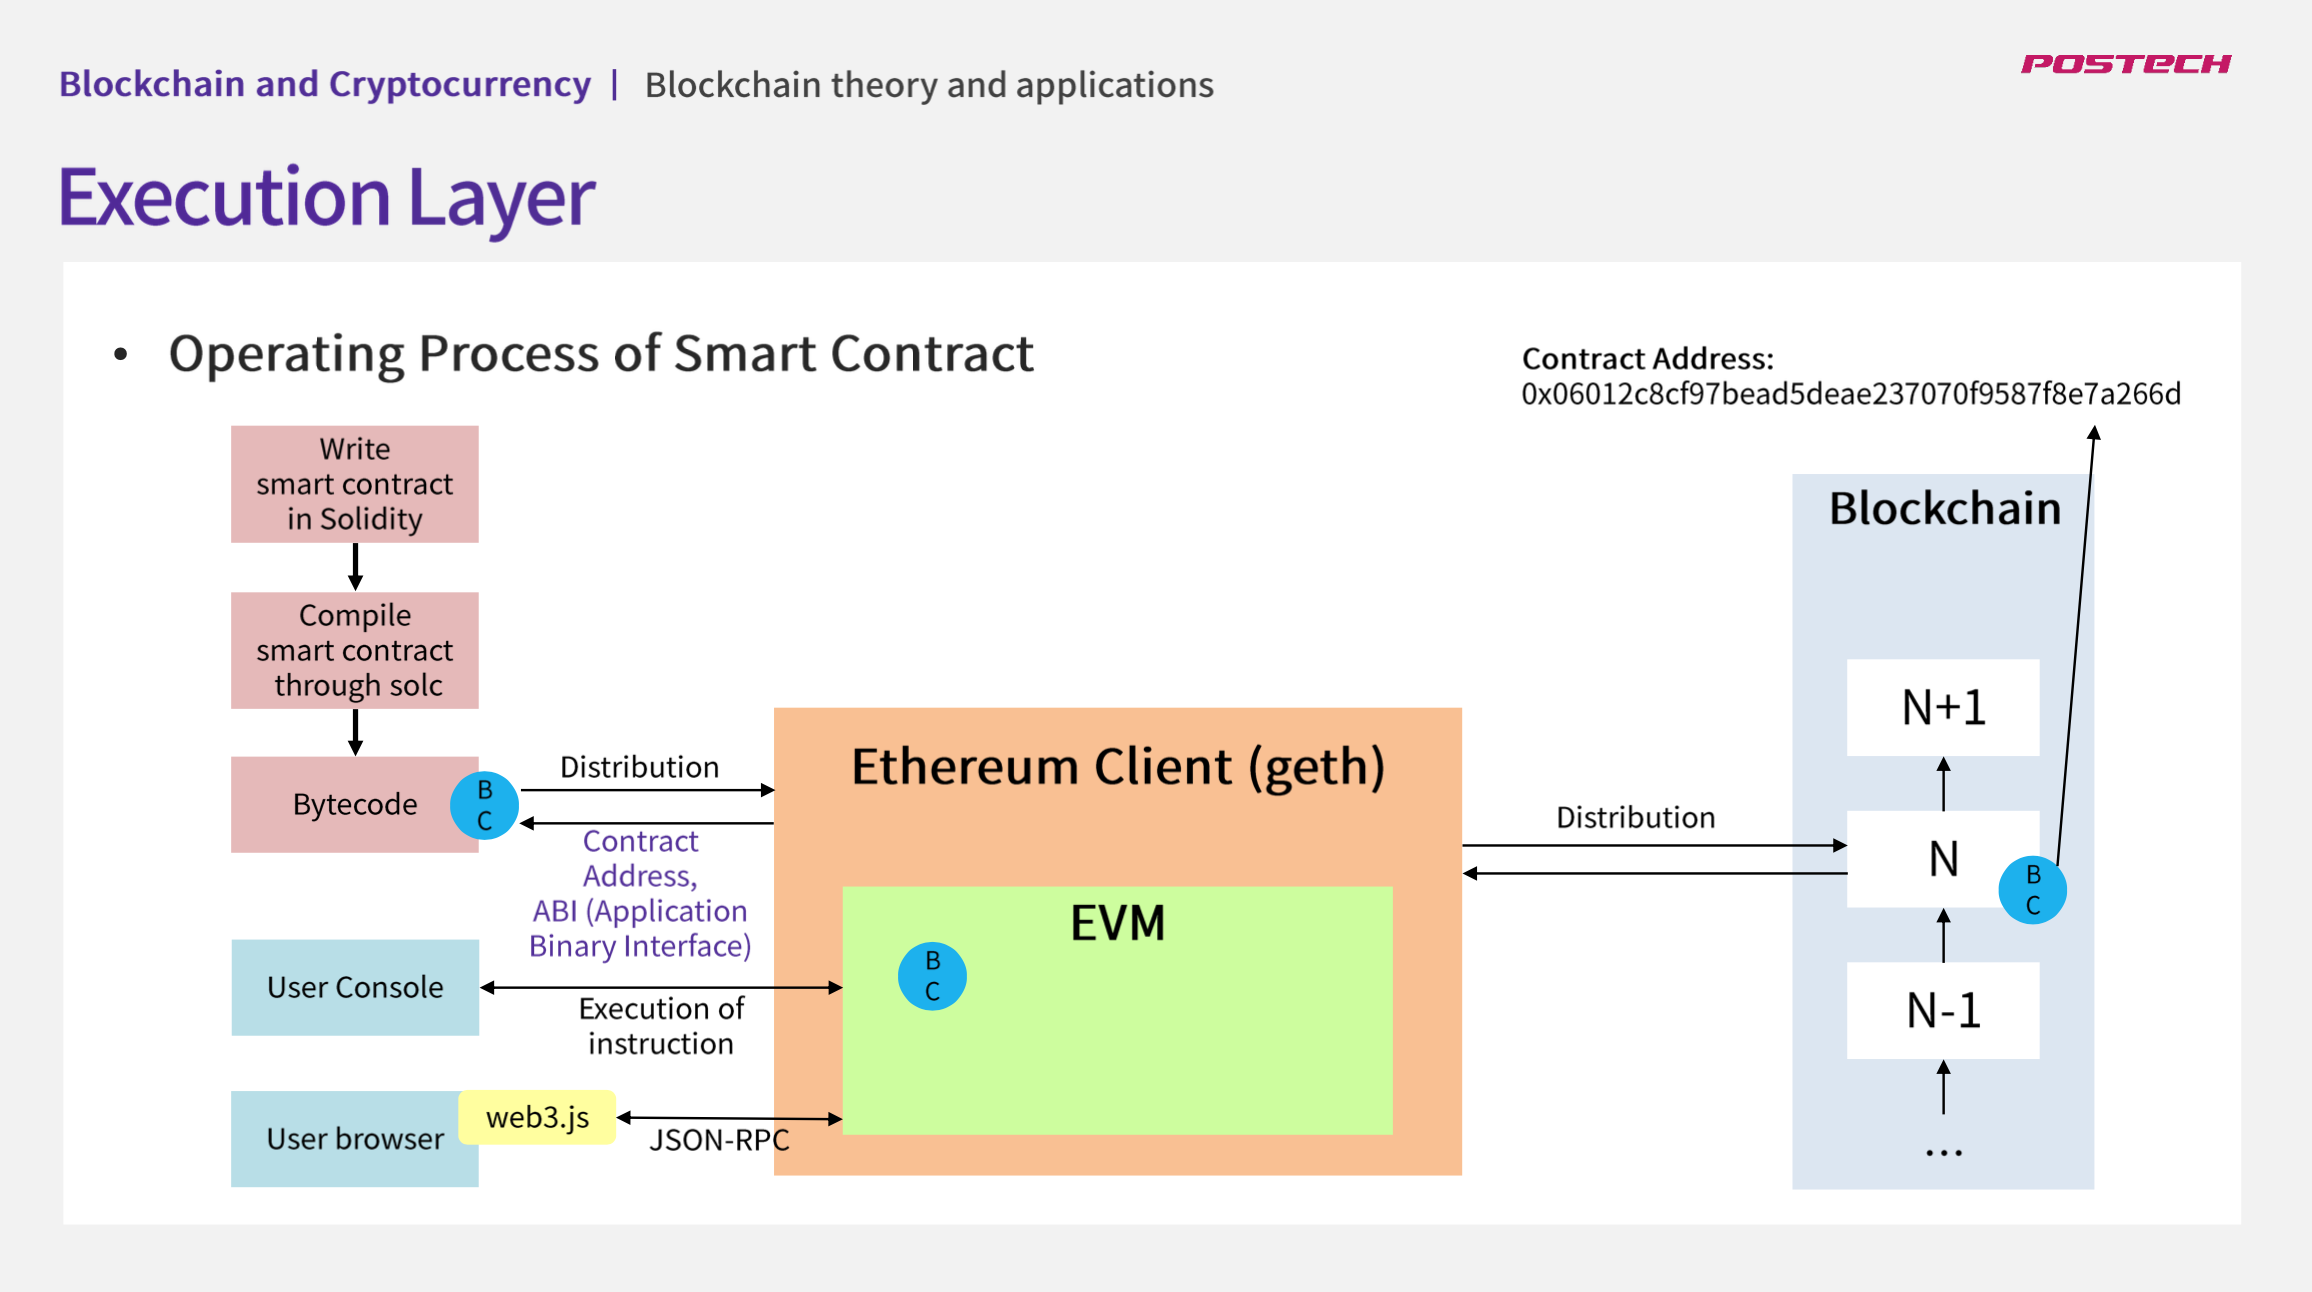 Blockchain and Cryptocurrency | Blockchain theory and applications
POSTECH
Execution Layer
• Operating Process of Smart Contract
Contract Address:
0x06012c8cf97bead5deae237070f9587f8e7a266d
Write
smart contract
in Solidity
Compile
smart contract
through solc
Bytecode
B
C
Distribution
Contract
Address,
ABI (Application
Binary Interface)
User Console
Execution of
instruction
User browser
web3.js
JSON-RPC
Ethereum Client (geth)
EVM
B
C
Distribution
Blockchain
N+1
N
B
C
N-1
...